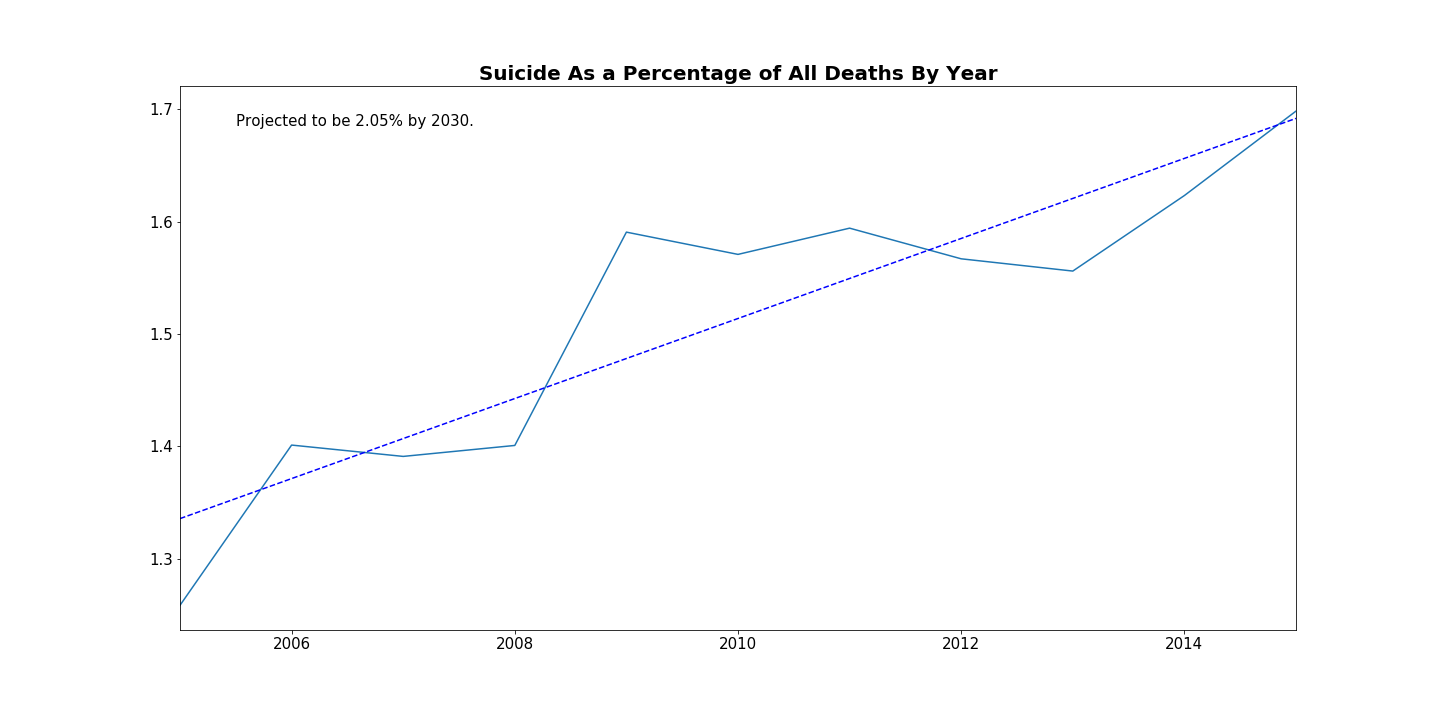 Suicide As a Percentage of All Deaths By Year
1.7
Projected to be 2.05% by 2030.
1.6
1.5
1.4
1.3
2006 2008 2010 2012 2014